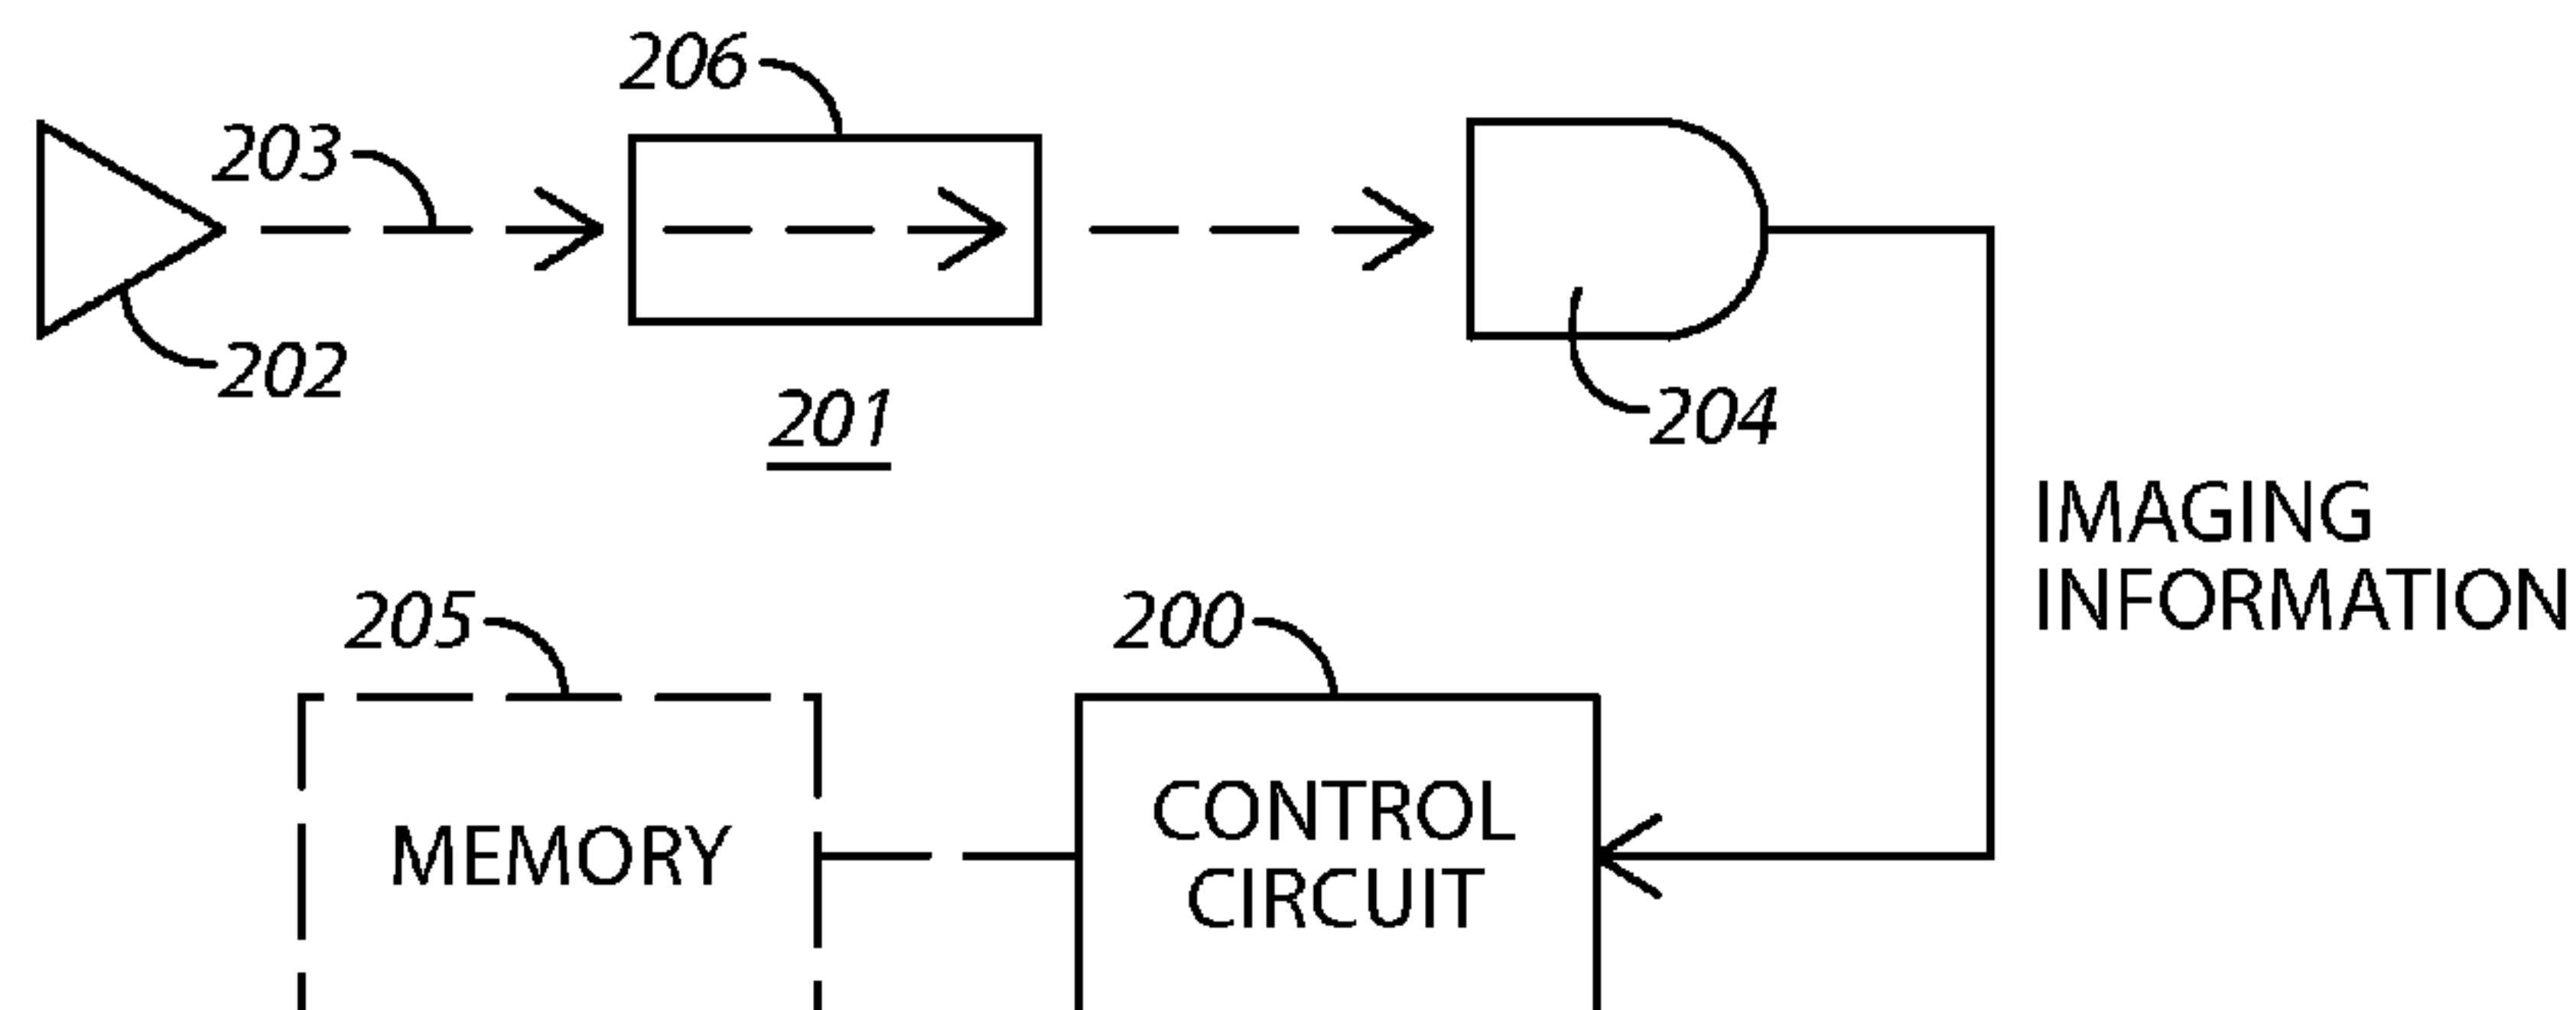 206
203
202
201
204
IMAGING
INFORMATION
205
200
MEMORY
CONTROL
CIRCUIT